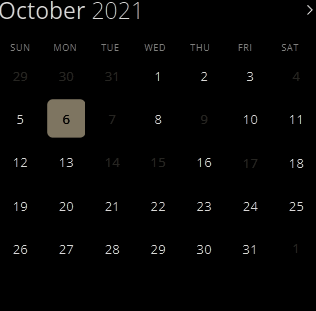 October 2021
SUN MON TUE WED THU FRI SAT
29 30 31 1 2 3 4
5 6 7 8 9 10 11
12 13 14 15 16 17 18
19 20 21 22 23 24 25
26 27 28 29 30 31 1